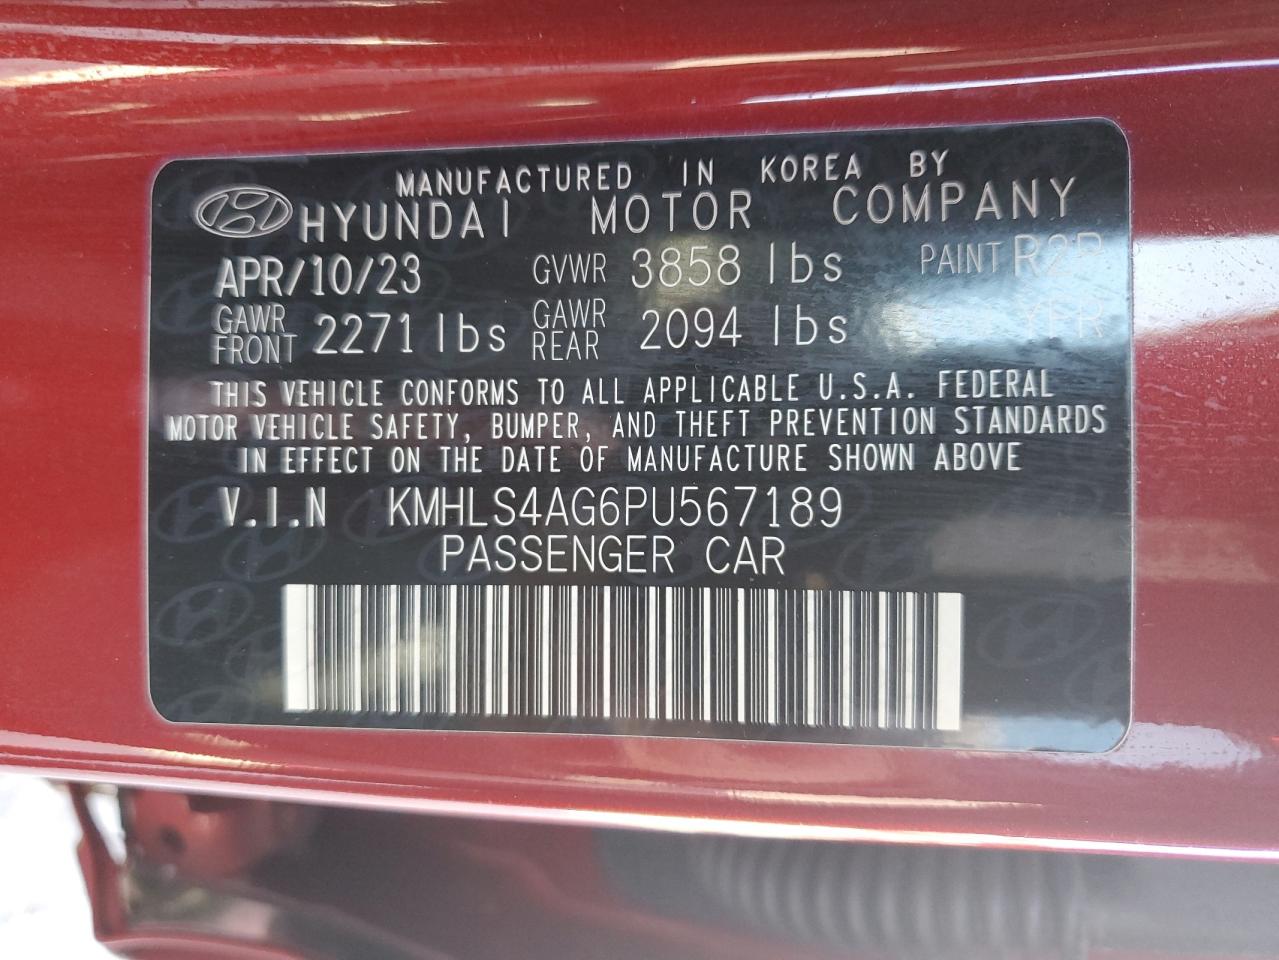 MANUFACTURED IN KOREA BY
HYUNDAI MOTOR COMPANY
APR/10/23 GVWR 3858 lbs PAINT R2P
GAWR FRONT 2271 lbs GAWR REAR 2094 lbs YFR
THIS VEHICLE CONFORMS TO ALL APPLICABLE U.S.A. FEDERAL
MOTOR VEHICLE SAFETY, BUMPER, AND THEFT PREVENTION STANDARDS
IN EFFECT ON THE DATE OF MANUFACTURE SHOWN ABOVE
V.I.N KMHLS4AG6PU567189
PASSENGER CAR